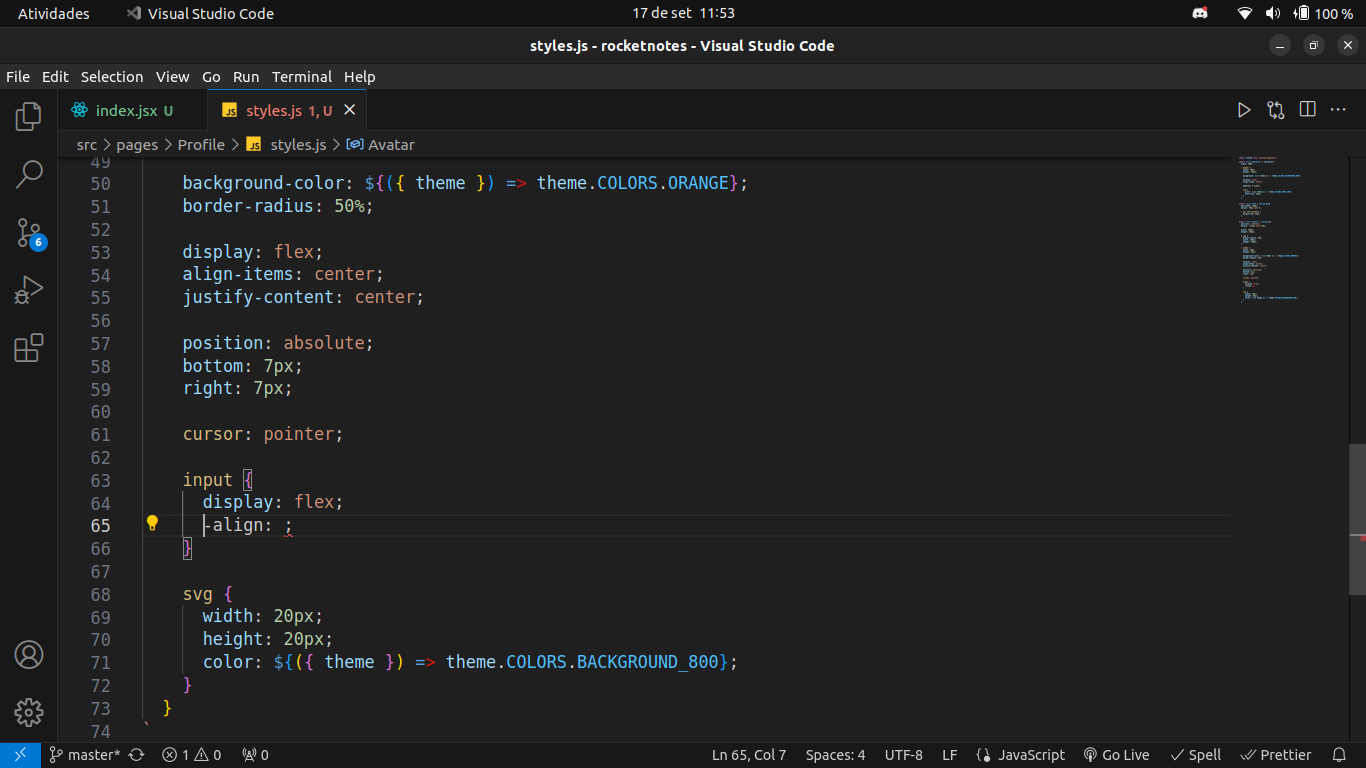 Atividades Visual Studio Code 17 de set 11:53 100 %
styles.js - rocketnotes - Visual Studio Code
File Edit Selection View Go Run Terminal Help
index.jsx U JS styles.js 1, U
src > pages > Profile > JS styles.js > Avatar
49
50 background-color: ${({ theme }) => theme.COLORS.ORANGE};
51 border-radius: 50%;
52
53 display: flex;
54 align-items: center;
55 justify-content: center;
56
57 position: absolute;
58 bottom: 7px;
59 right: 7px;
60
61 cursor: pointer;
62
63 input {
64 display: flex;
65 -align: ;
66 }
67
68 svg {
69 width: 20px;
70 height: 20px;
71 color: ${({ theme }) => theme.COLORS.BACKGROUND_800};
72 }
73 }
74 `
6
master* 1 0 0 Ln 65, Col 7 Spaces: 4 UTF-8 LF {} JavaScript Go Live Spell Prettier